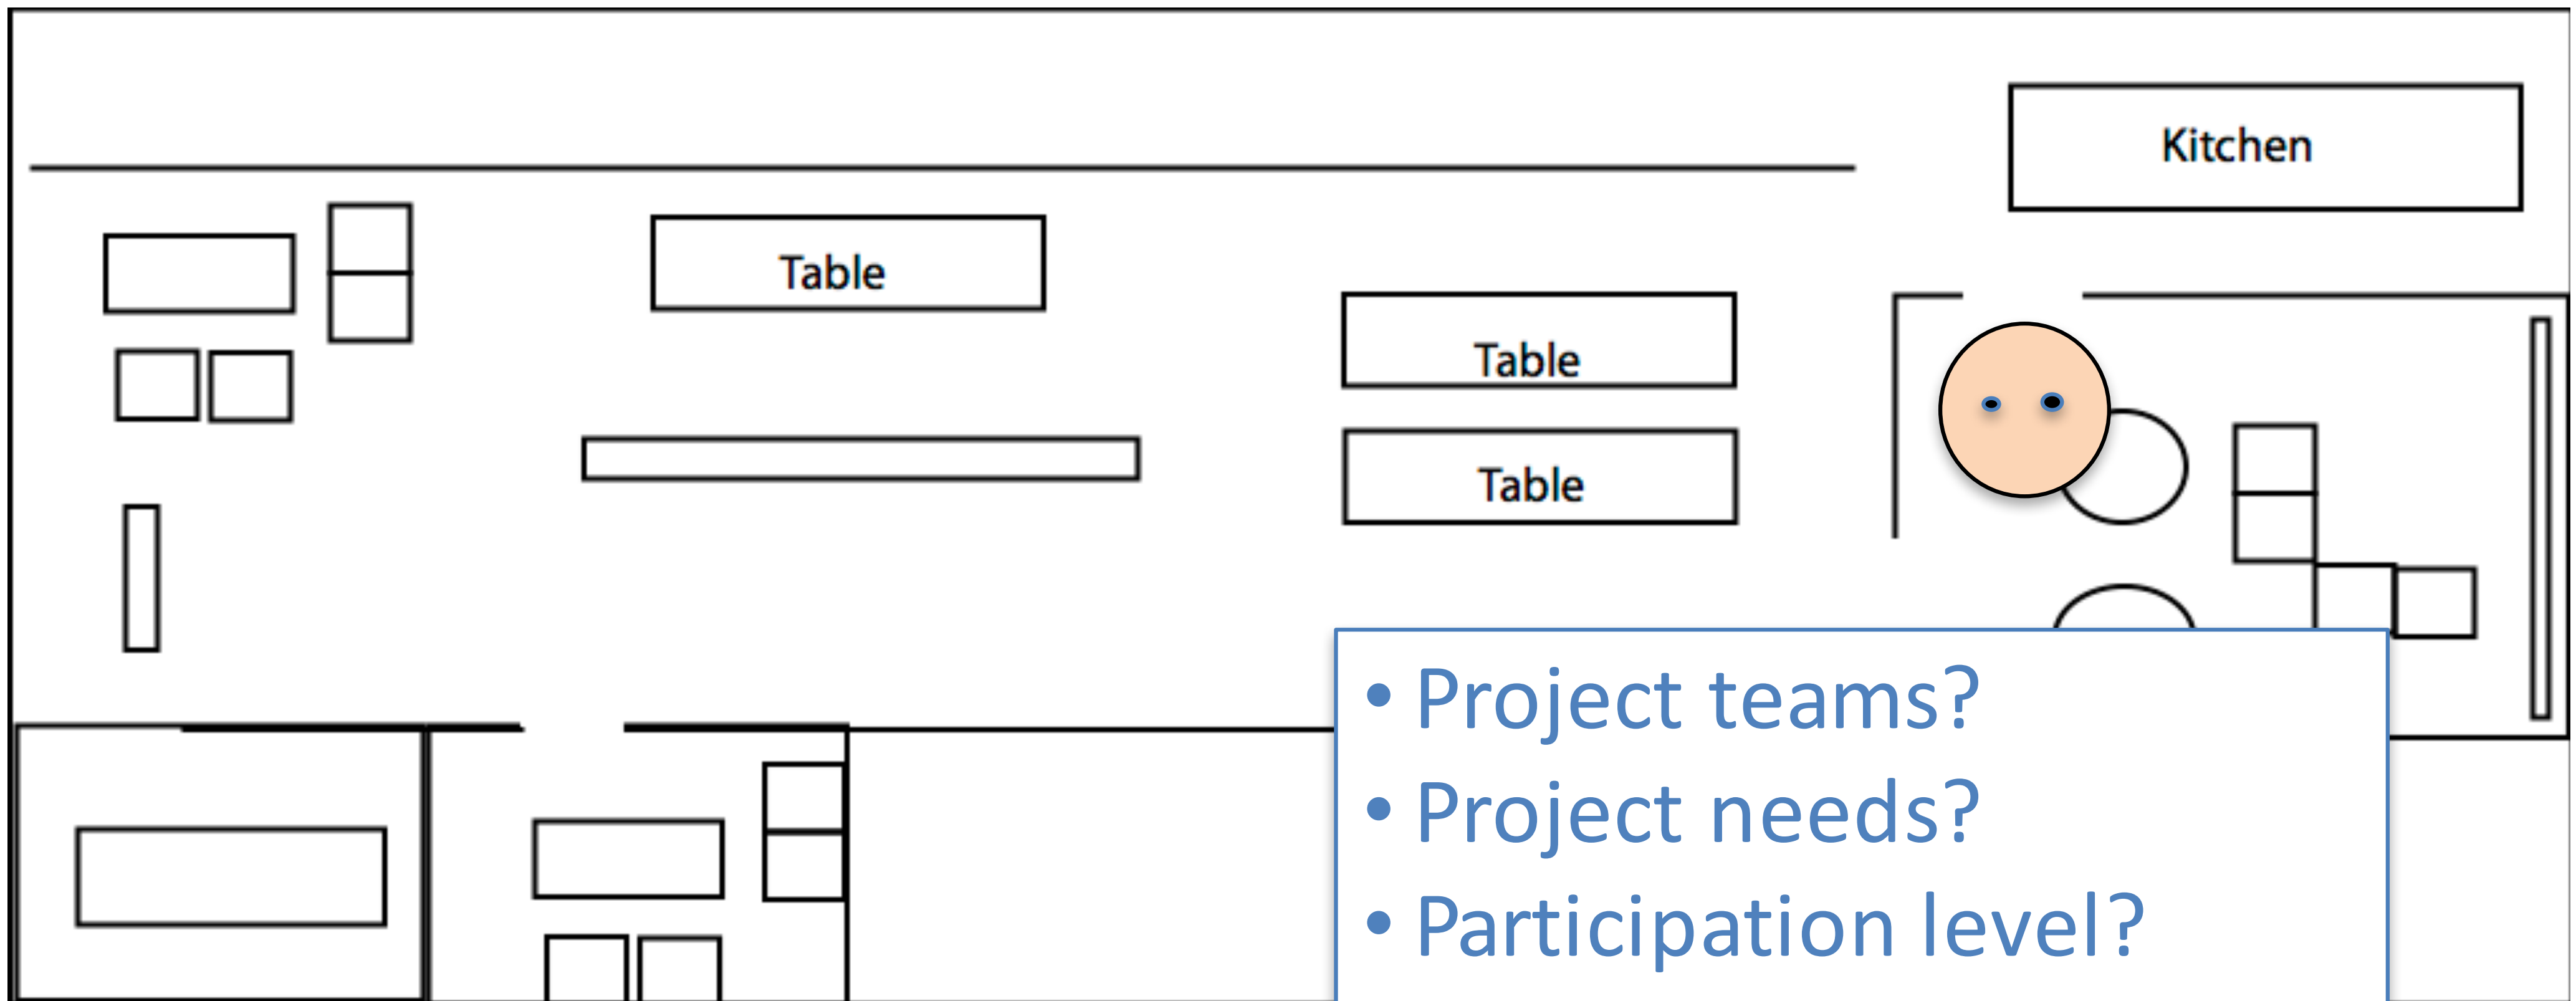 Kitchen
Table
Table
Table
• Project teams?
• Project needs?
• Participation level?